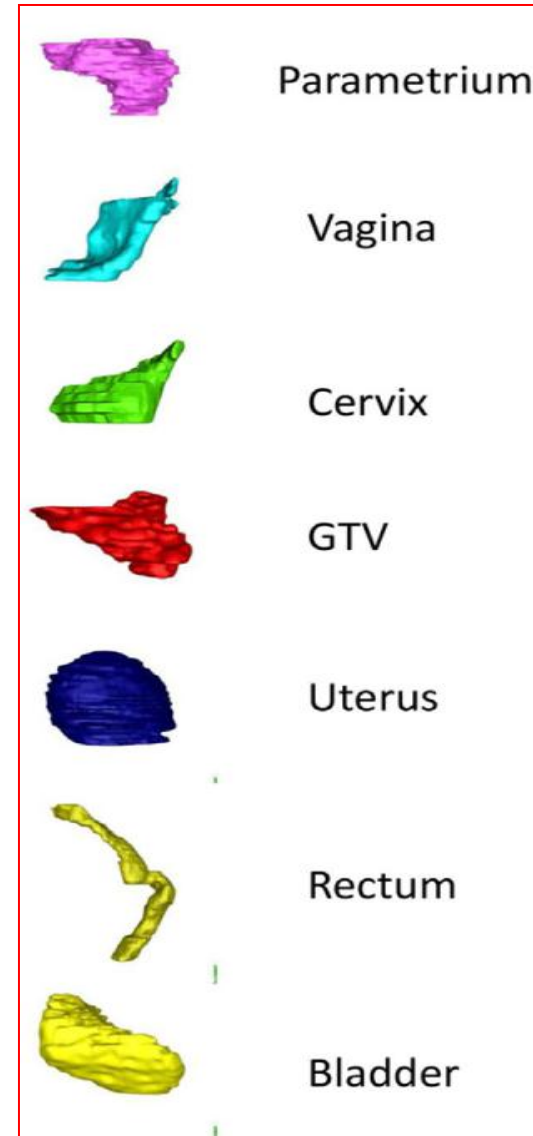 Parametrium
Vagina
Cervix
GTV
Uterus
Rectum
Bladder